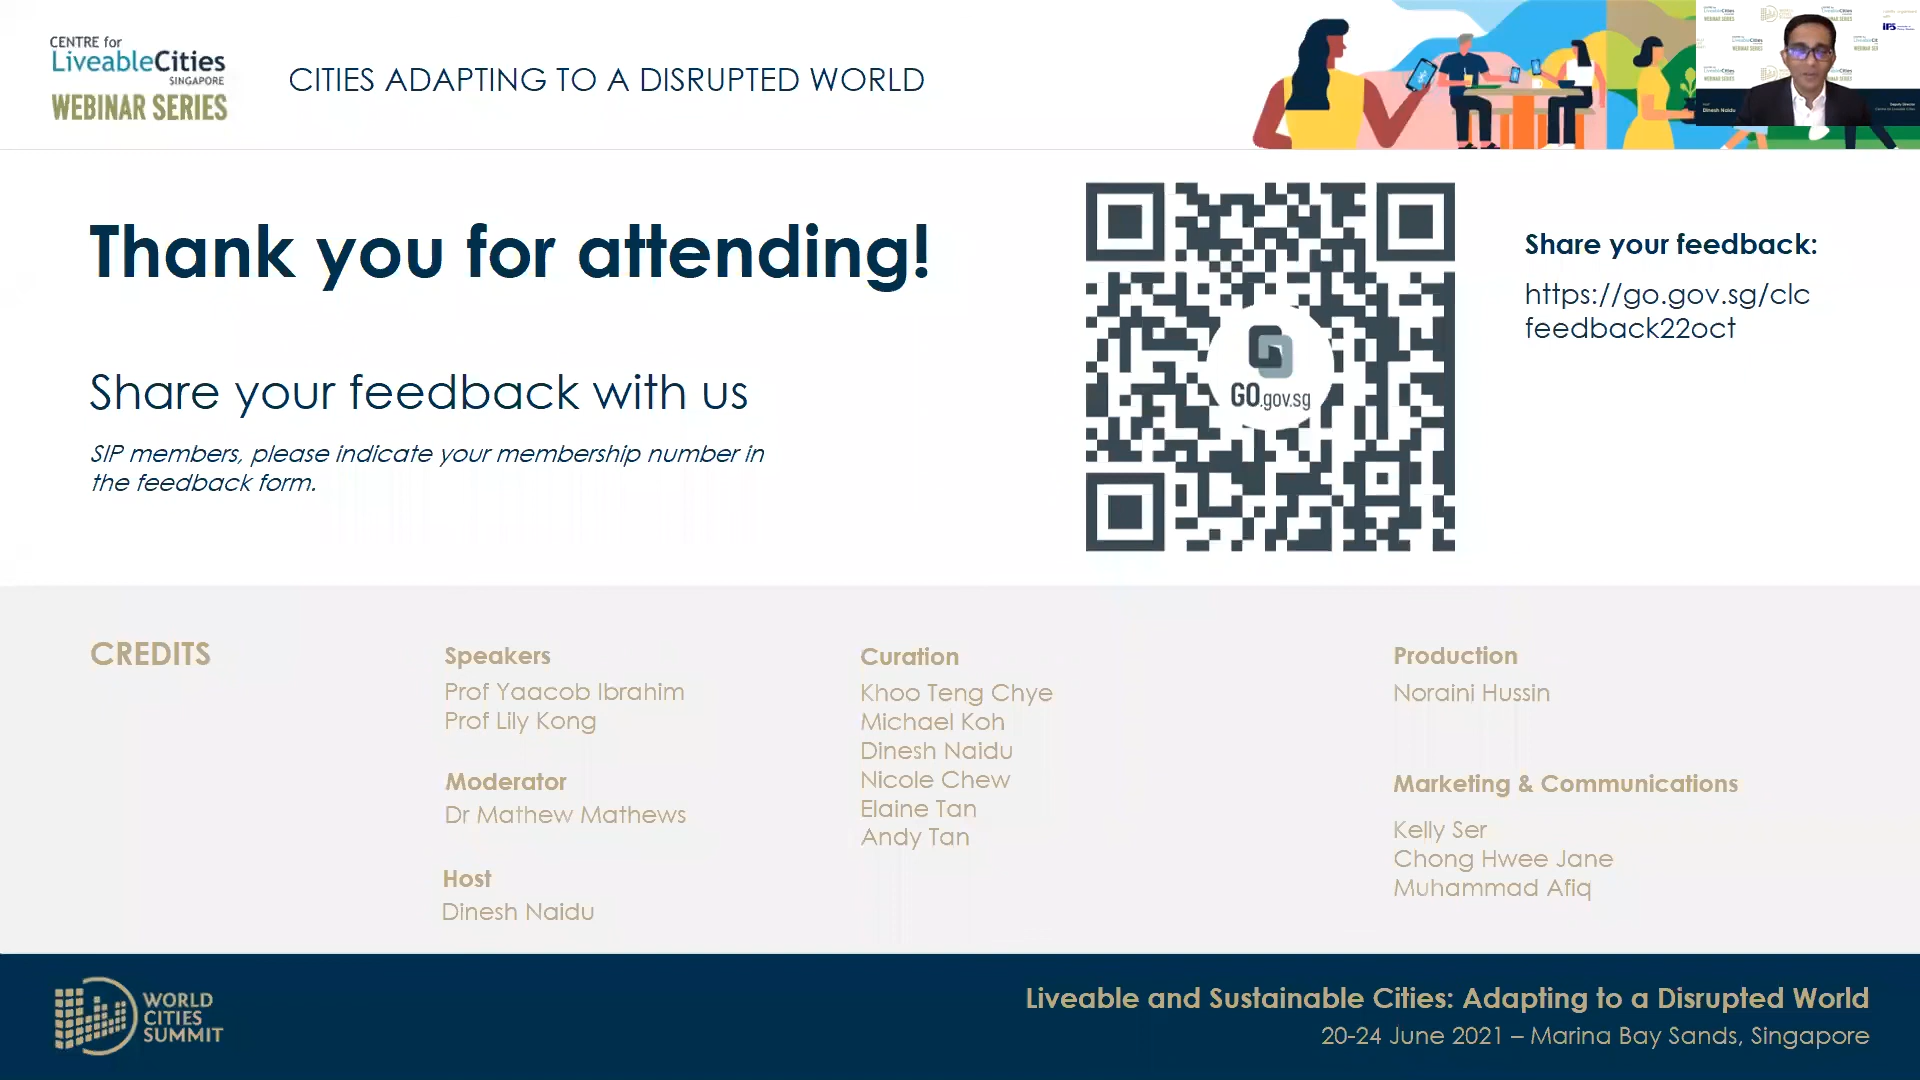 CENTRE for
LiveableCities
SINGAPORE
WEBINAR SERIES
CITIES ADAPTING TO A DISRUPTED WORLD
Dinesh Naidu
Thank you for attending!
Share your feedback with us
SIP members, please indicate your membership number in
the feedback form.
GO.gov.sg
Share your feedback:
https://go.gov.sg/clc
feedback22oct
CREDITS
Speakers
Prof Yaacob Ibrahim
Prof Lily Kong
Moderator
Dr Mathew Mathews
Host
Dinesh Naidu
Curation
Khoo Teng Chye
Michael Koh
Dinesh Naidu
Nicole Chew
Elaine Tan
Andy Tan
Production
Noraini Hussin
Marketing & Communications
Kelly Ser
Chong Hwee Jane
Muhammad Afiq
WORLD
CITIES
SUMMIT
Liveable and Sustainable Cities: Adapting to a Disrupted World
20-24 June 2021 – Marina Bay Sands, Singapore